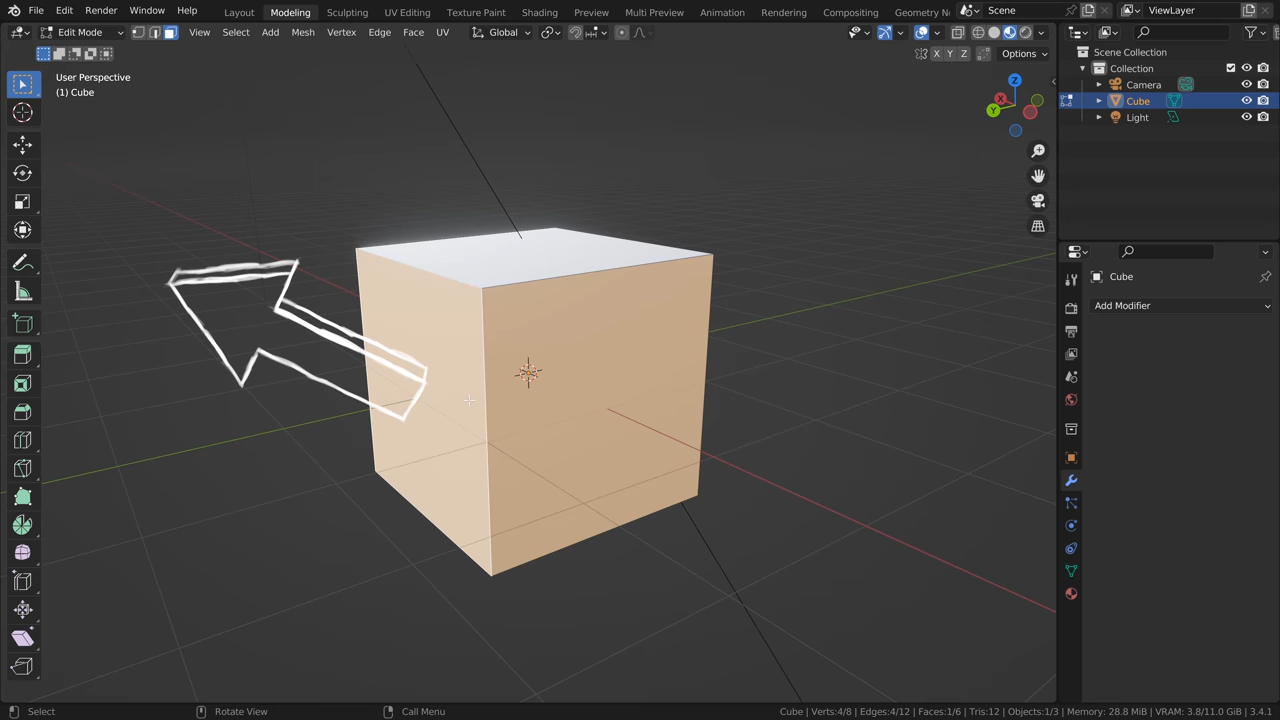 File Edit Render Window Help Layout Modeling Sculpting UV Editing Texture Paint Shading Animation Rendering Compositing Geometry N
Multi Preview
Scene ViewLayer
Edit Mode View Select Add Mesh Vertex Edge Face UV Global
X Y Z Options
User Perspective
(1) Cube
Z
X
Y
Scene Collection
Collection
Camera
Cube
Light
Cube
Add Modifier
Select Rotate View Call Menu Cube | Verts:4/8 | Edges:4/12 | Faces:1/6 | Tris:12 | Objects:1/3 | Memory: 28.8 MiB | VRAM: 3.8/11.0 GiB | 3.4.1